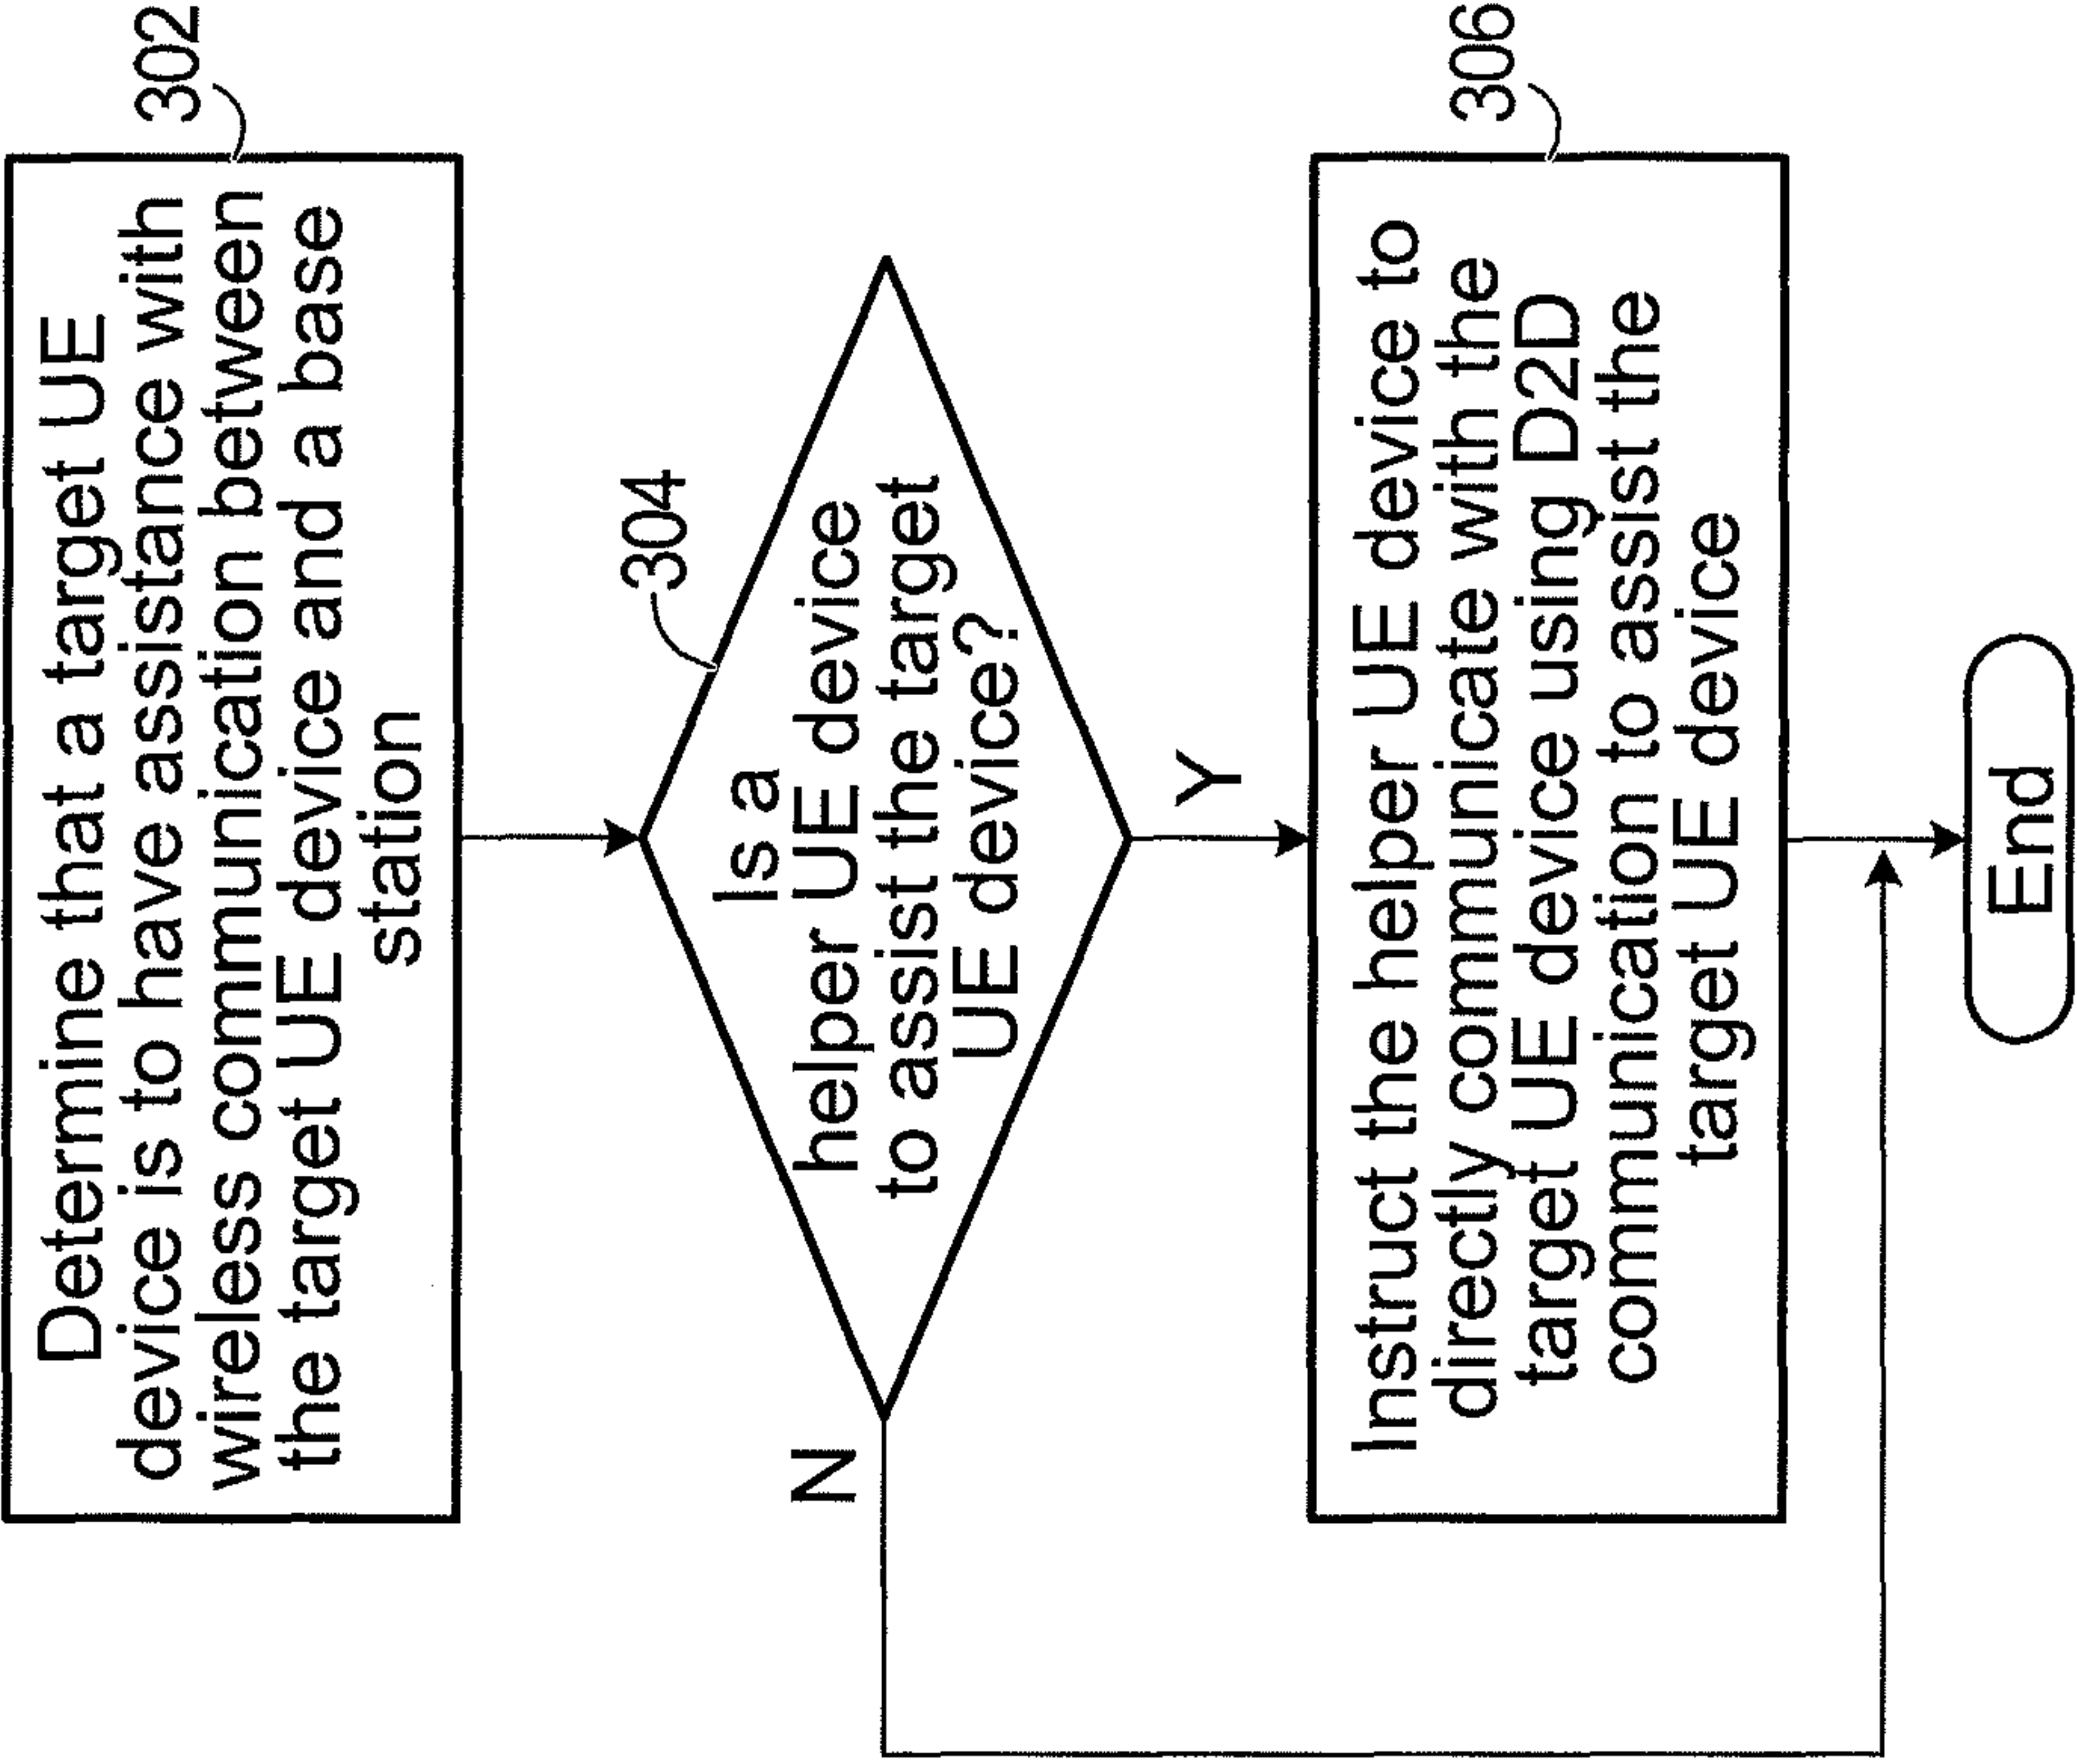 Determine that a target UE
device is to have assistance with
wireless communication between
the target UE device and a base
station
302
304
Is a
helper UE device
to assist the target
UE device?
N
Y
Instruct the helper UE device to
directly communicate with the
target UE device using D2D
communication to assist the
target UE device
306
End